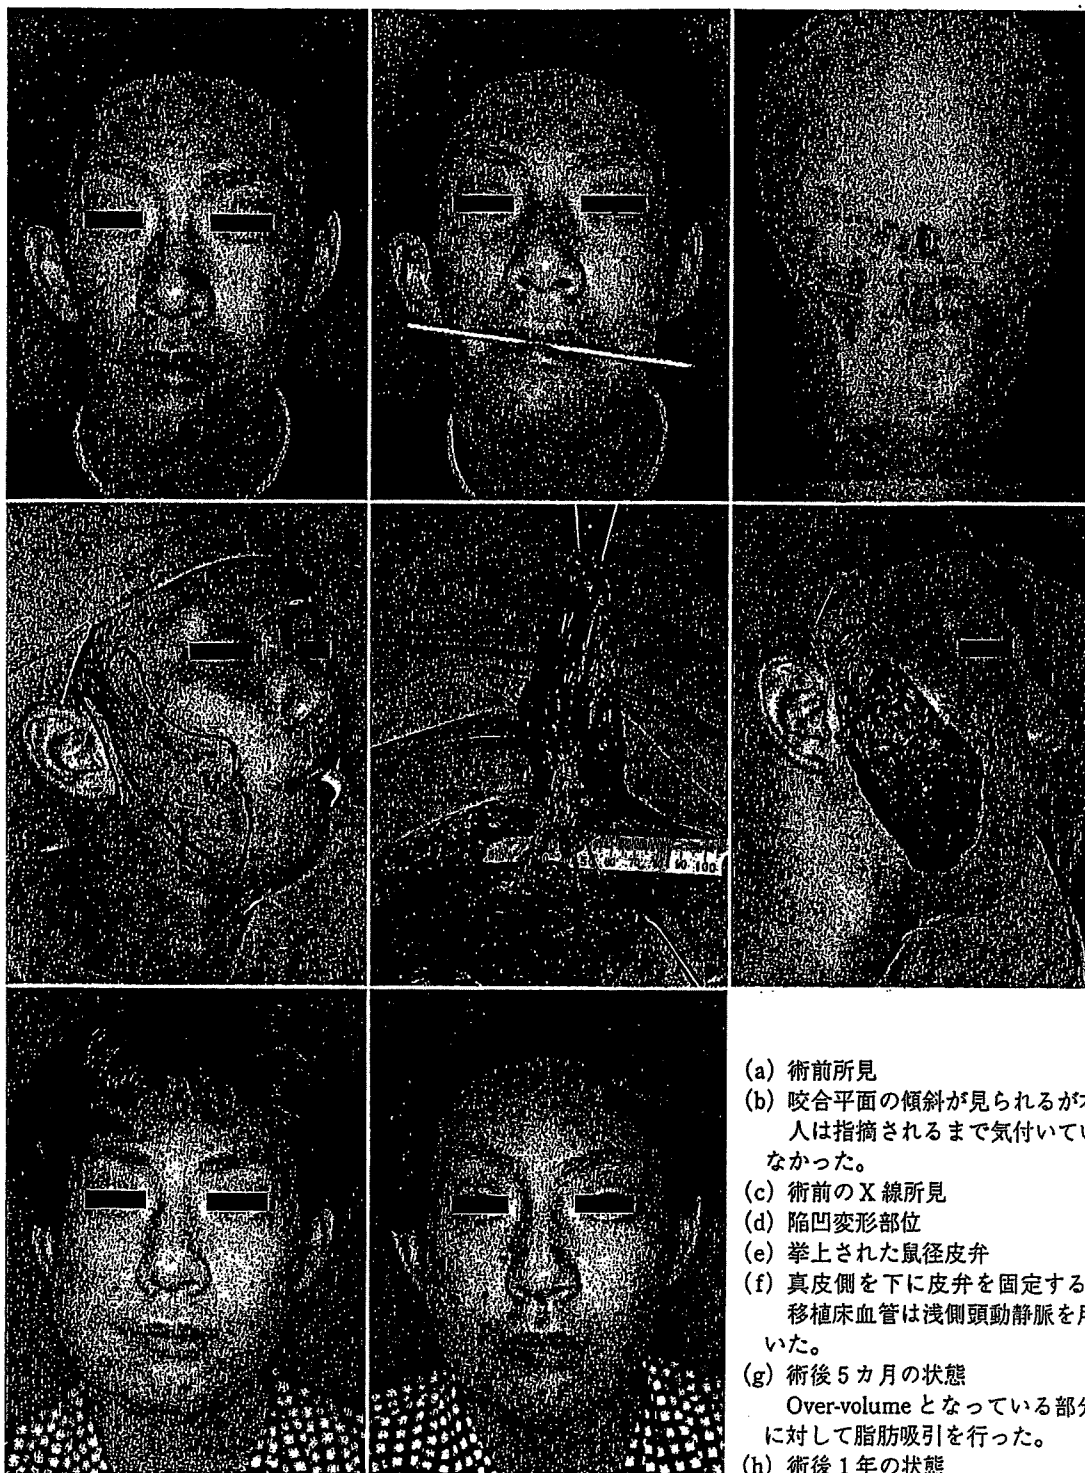 (a) 術前所見
(b) 咬合平面の傾斜が見られるが
人は指摘されるまで気付いてい
なかった。
(c) 術前のX線所見
(d) 陥凹変形部位
(e) 挙上された鼠径皮弁
(f) 真皮側を下に皮弁を固定する
移植床血管は浅側頭動静脈を
いた。
(g) 術後5カ月の状態
Over-volume となっている部分
に対して脂肪吸引を行った。
(h) 術後1年の状態
90 100